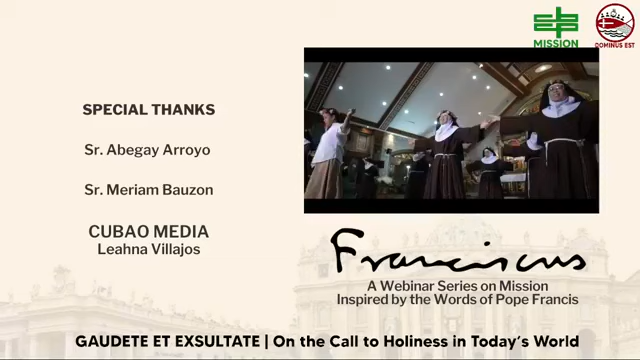 MISSION
DOMINUS EST
SPECIAL THANKS
Sr. Abegay Arroyo
Sr. Meriam Bauzon
CUBAO MEDIA
Leahna Villajos
Franciscus
A Webinar Series on Mission
Inspired by the Words of Pope Francis
GAUDETE ET EXSULTATE | On the Call to Holiness in Today's World